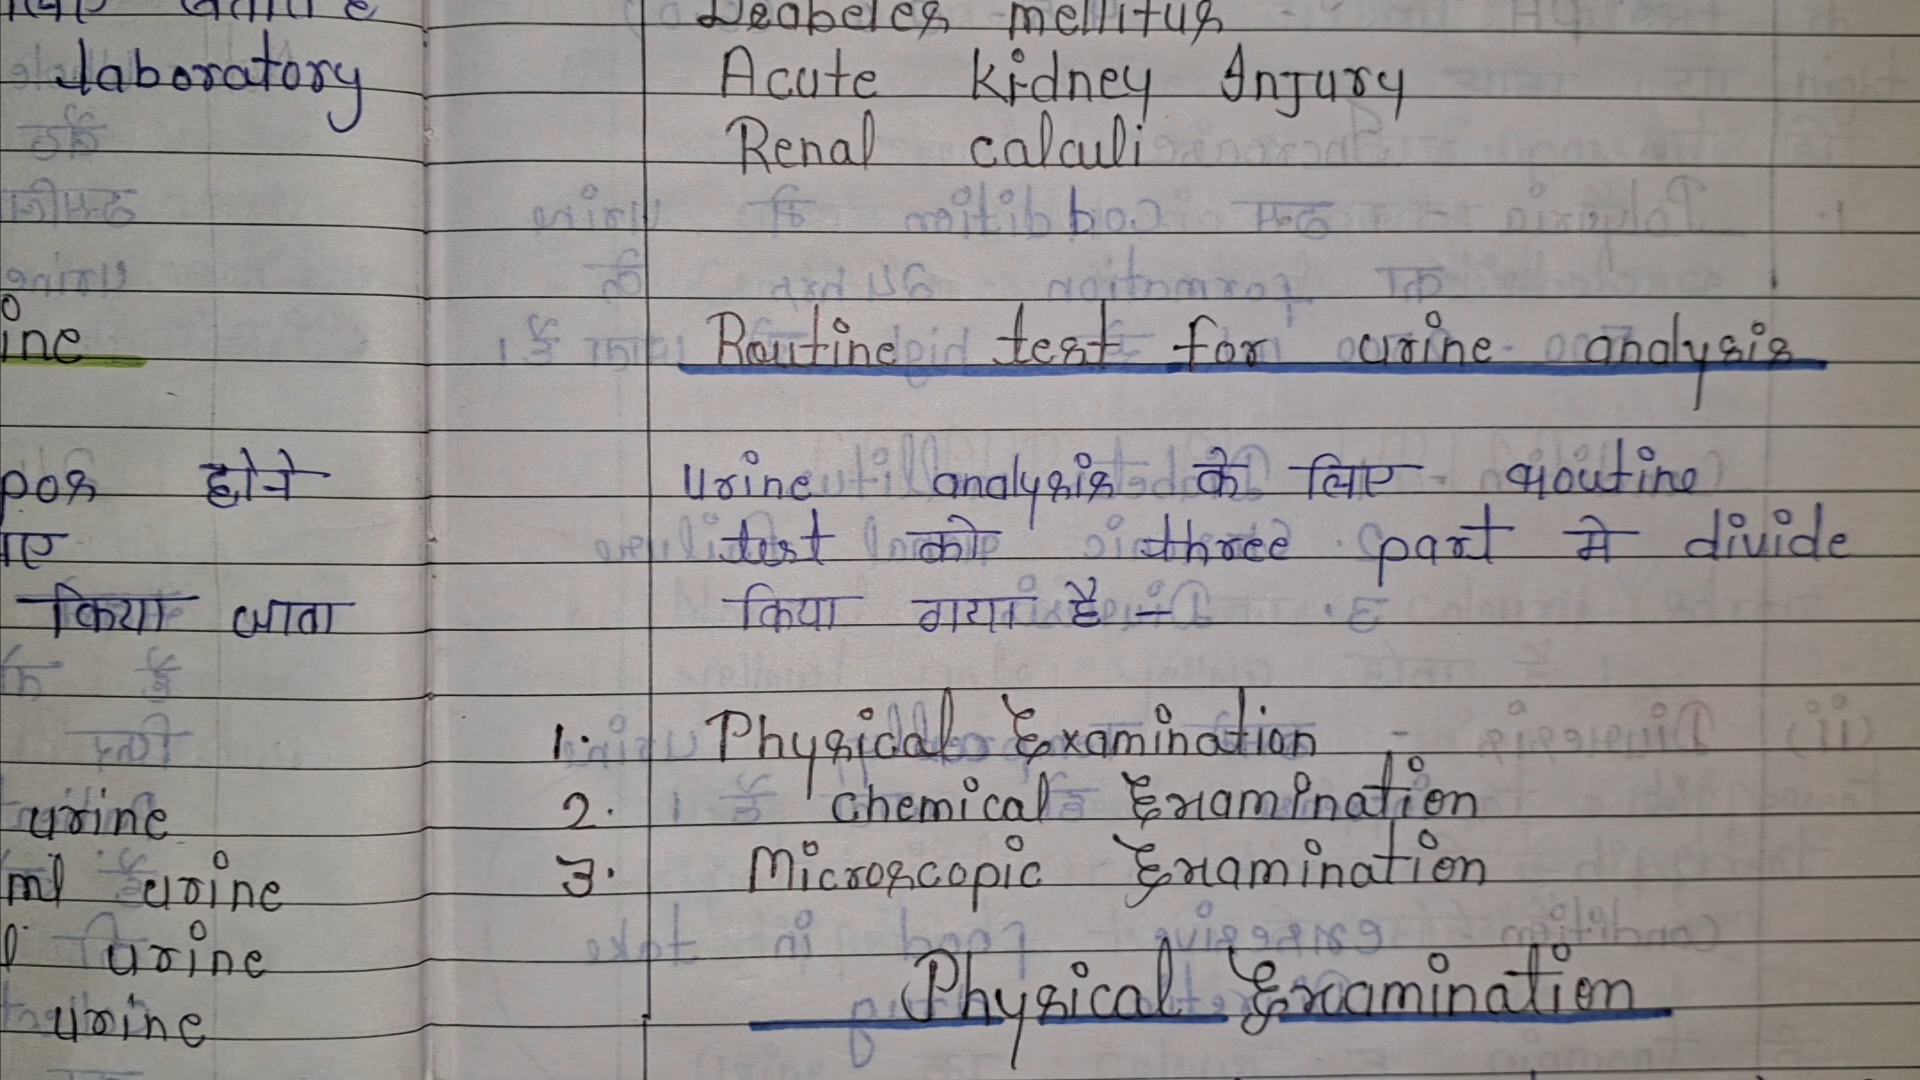 laboratory
ine
pos होने
किया जाता
urine
ml urine
urine
urine
Deabetes mellitus
Acute Kidney Injury
Renal calculi
Routine test for urine analysis
Urine analysis के लिए routine
test को three part मे divide
किया गया है -
1. Physical Examination
2. chemical Examination
3. Microscopic Examination
Physical Examination